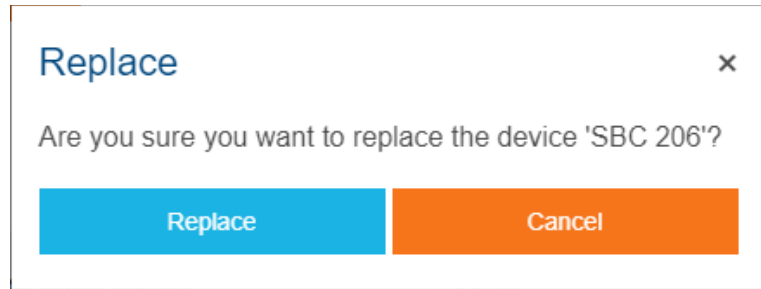 Replace
×
Are you sure you want to replace the device 'SBC 206'?
Replace
Cancel